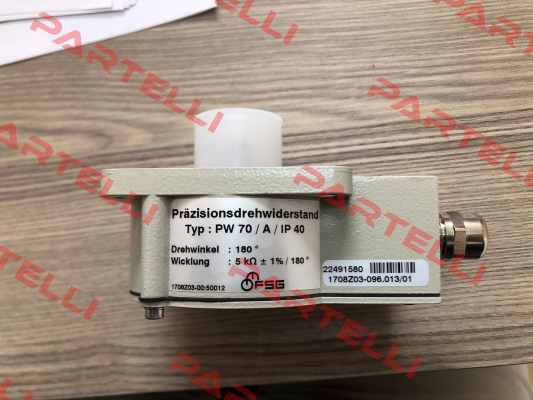 PARTELLI
PARTELLI
PARTELLI
PARTELLI
PARTELLI
PARTELLI
Präzisionsdrehwiderstand
Typ : PW 70 / A / IP 40
Drehwinkel : 180 °
Wicklung : 5 kΩ ± 1% / 180 °
1708Z03-00:50012
FSG
22491580
1708Z03-096.013/01